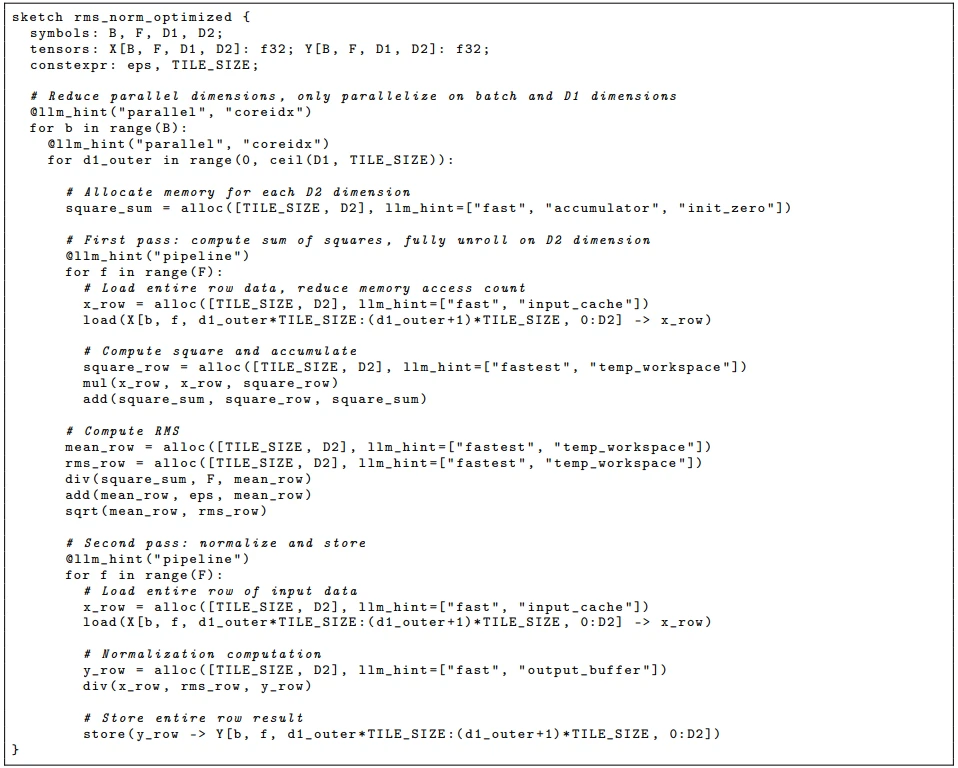 sketch rms_norm_optimized {
  symbols: B, F, D1, D2;
  tensors: X[B, F, D1, D2]: f32; Y[B, F, D1, D2]: f32;
  constexpr: eps, TILE_SIZE;

  # Reduce parallel dimensions, only parallelize on batch and D1 dimensions
  @llm_hint("parallel", "coreidx")
  for b in range(B):
    @llm_hint("parallel", "coreidx")
    for d1_outer in range(0, ceil(D1, TILE_SIZE)):

      # Allocate memory for each D2 dimension
      square_sum = alloc([TILE_SIZE, D2], llm_hint=["fast", "accumulator", "init_zero"])

      # First pass: compute sum of squares, fully unroll on D2 dimension
      @llm_hint("pipeline")
      for f in range(F):
        # Load entire row data, reduce memory access count
        x_row = alloc([TILE_SIZE, D2], llm_hint=["fast", "input_cache"])
        load(X[b, f, d1_outer*TILE_SIZE:(d1_outer+1)*TILE_SIZE, 0:D2] -> x_row)

        # Compute square and accumulate
        square_row = alloc([TILE_SIZE, D2], llm_hint=["fastest", "temp_workspace"])
        mul(x_row, x_row, square_row)
        add(square_sum, square_row, square_sum)

      # Compute RMS
      mean_row = alloc([TILE_SIZE, D2], llm_hint=["fastest", "temp_workspace"])
      rms_row = alloc([TILE_SIZE, D2], llm_hint=["fastest", "temp_workspace"])
      div(square_sum, F, mean_row)
      add(mean_row, eps, mean_row)
      sqrt(mean_row, rms_row)

      # Second pass: normalize and store
      @llm_hint("pipeline")
      for f in range(F):
        # Load entire row of input data
        x_row = alloc([TILE_SIZE, D2], llm_hint=["fast", "input_cache"])
        load(X[b, f, d1_outer*TILE_SIZE:(d1_outer+1)*TILE_SIZE, 0:D2] -> x_row)

        # Normalization computation
        y_row = alloc([TILE_SIZE, D2], llm_hint=["fast", "output_buffer"])
        div(x_row, rms_row, y_row)

        # Store entire row result
        store(y_row -> Y[b, f, d1_outer*TILE_SIZE:(d1_outer+1)*TILE_SIZE, 0:D2])
}